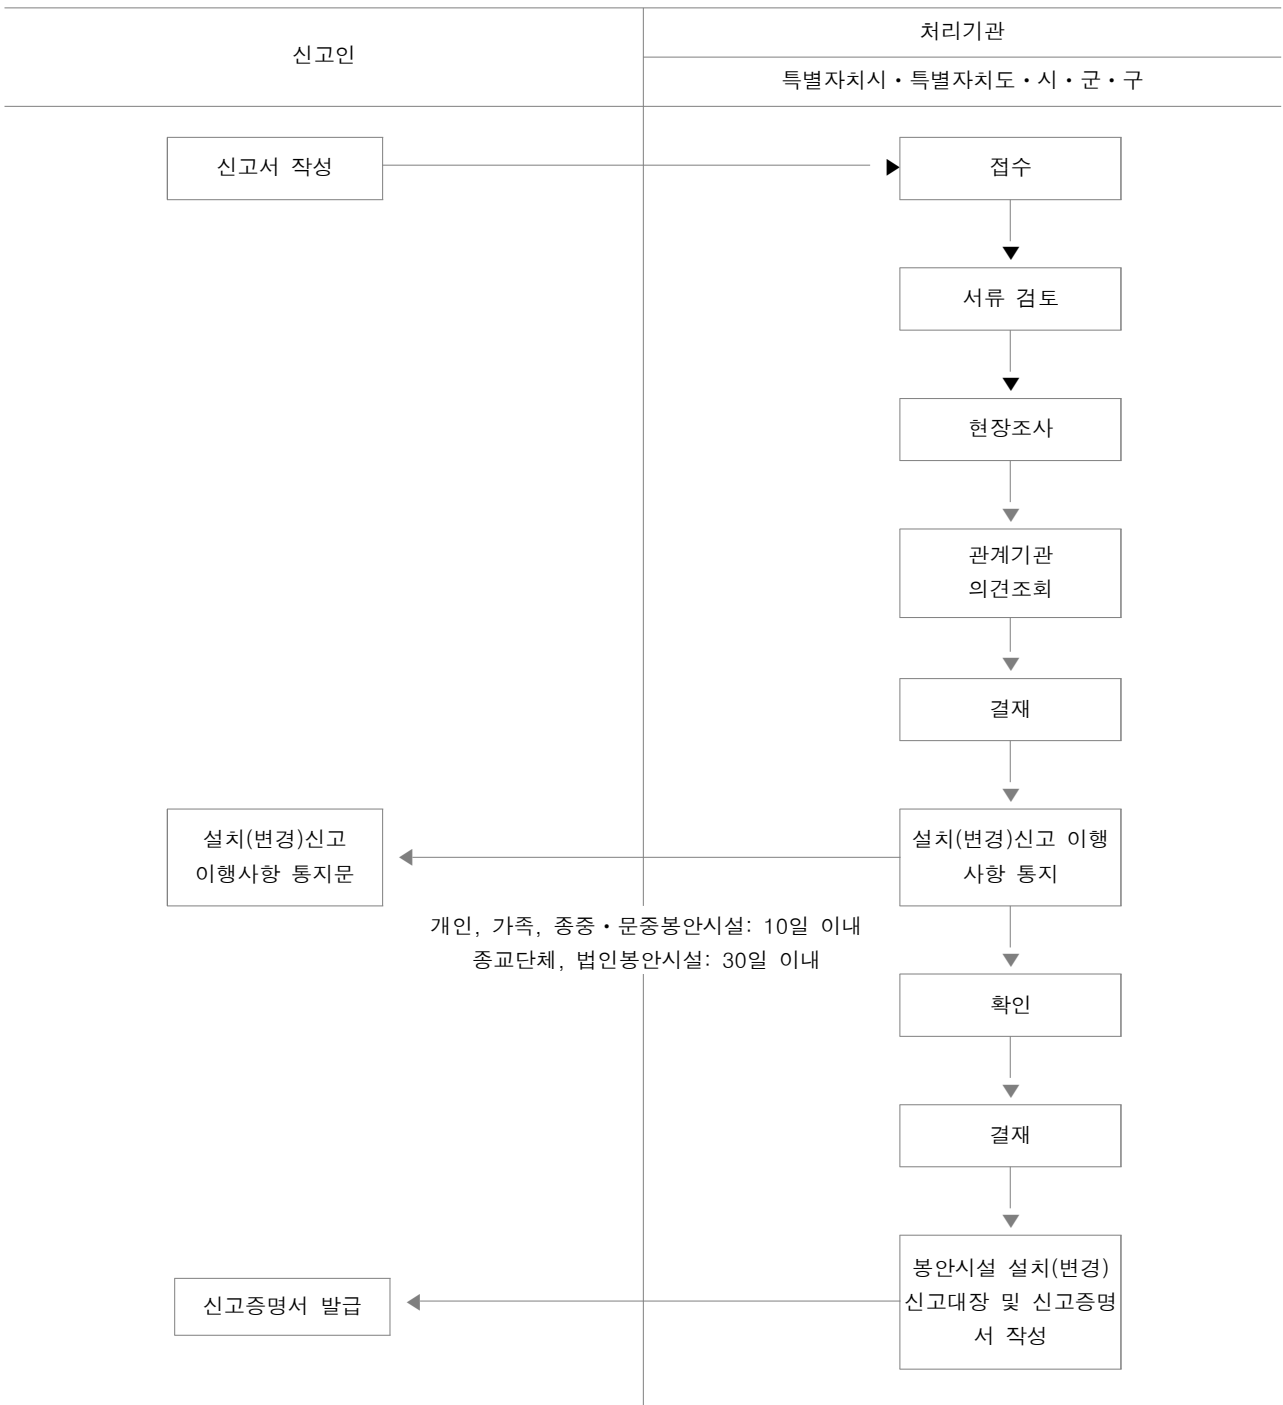 신고인
처리기관
특별자치시・특별자치도・시・군・구
신고서 작성
접수
서류 검토
현장조사
관계기관
의견조회
결재
설치(변경)신고
이행사항 통지문
설치(변경)신고 이행
사항 통지
개인, 가족, 종중・문중봉안시설: 10일 이내
종교단체, 법인봉안시설: 30일 이내
확인
결재
봉안시설 설치(변경)
신고대장 및 신고증명
서 작성
신고증명서 발급